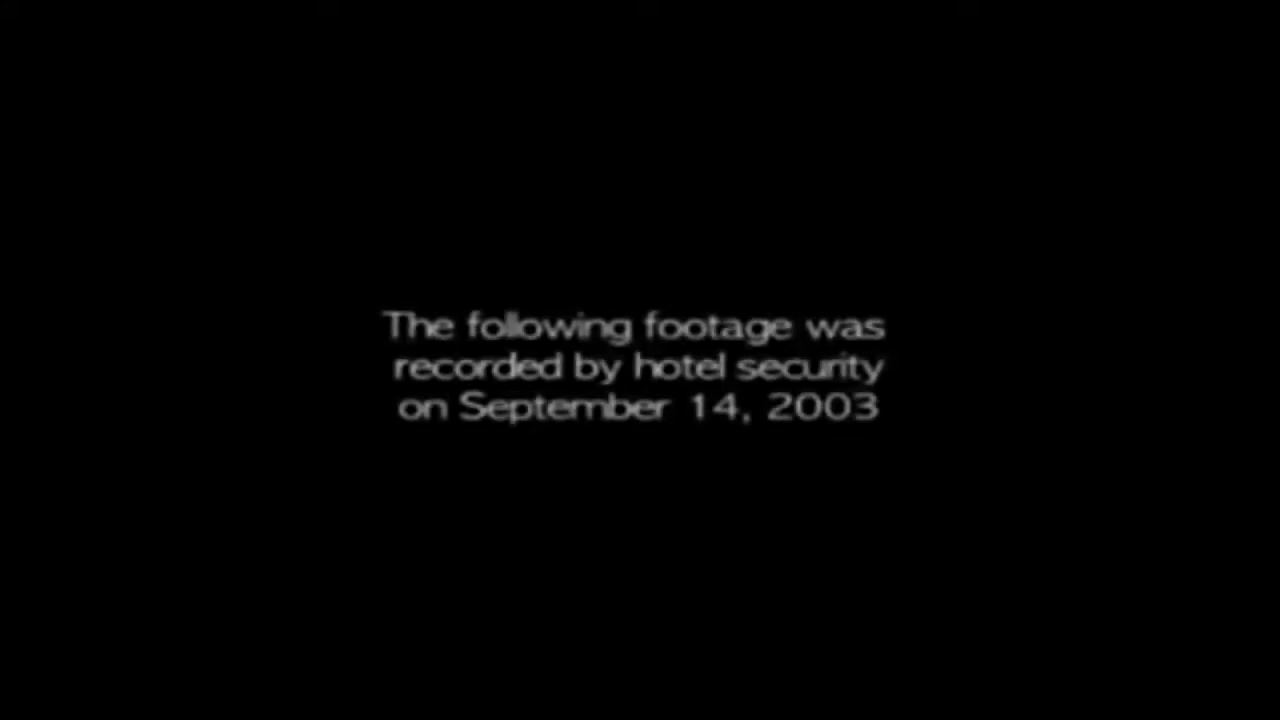 The following footage was
recorded by hotel security
on September 14, 2003